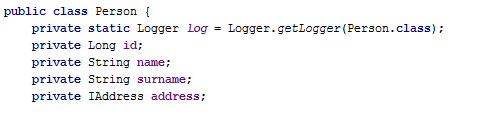 public class Person {
    private static Logger log = Logger.getLogger(Person.class);
    private Long id;
    private String name;
    private String surname;
    private IAddress address;